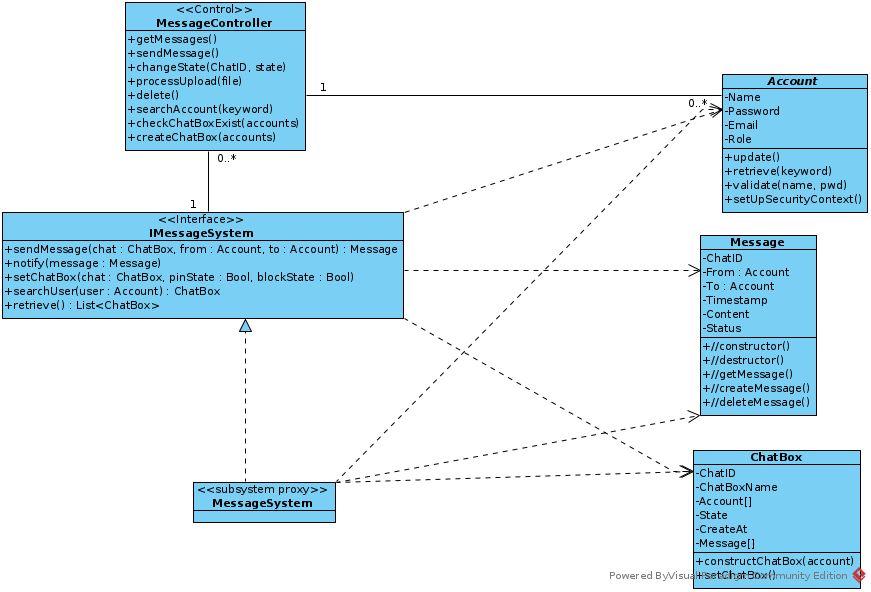 <<Control>>
MessageController
+getMessages()
+sendMessage()
+changeState(ChatID, state)
+processUpload(file)
+delete()
+searchAccount(keyword)
+checkChatBoxExist(accounts)
+createChatBox(accounts)
1
0..*
Account
-Name
-Password
-Email
-Role
+update()
+retrieve(keyword)
+validate(name, pwd)
+setUpSecurityContext()
0..*
1
<<Interface>>
IMessageSystem
+sendMessage(chat : ChatBox, from : Account, to : Account) : Message
+notify(message : Message)
+setChatBox(chat : ChatBox, pinState : Bool, blockState : Bool)
+searchUser(user : Account) : ChatBox
+retrieve() : List<ChatBox>
Message
-ChatID
-From : Account
-To : Account
-Timestamp
-Content
-Status
+//constructor()
+//destructor()
+//getMessage()
+//createMessage()
+//deleteMessage()
<<subsystem proxy>>
MessageSystem
ChatBox
-ChatID
-ChatBoxName
-Account[]
-State
-CreateAt
-Message[]
+constructChatBox(account)
+setChatBox()
Powered By Visual Paradigm Community Edition